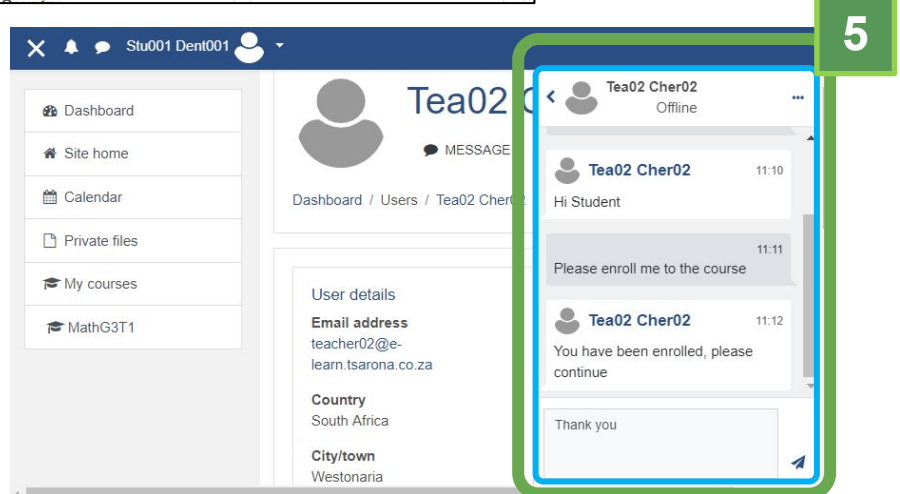 5
Stu001 Dent001
Dashboard
Site home
Calendar
Private files
My courses
MathG3T1
Tea02
MESSAGE
Dashboard / Users / Tea02 Cher02
User details
Email address
teacher02@e-
learn.tsarona.co.za
Country
South Africa
City/town
Westonaria
Tea02 Cher02
Offline
Tea02 Cher02 11:10
Hi Student
11:11
Please enroll me to the course
Tea02 Cher02 11:12
You have been enrolled, please
continue
Thank you